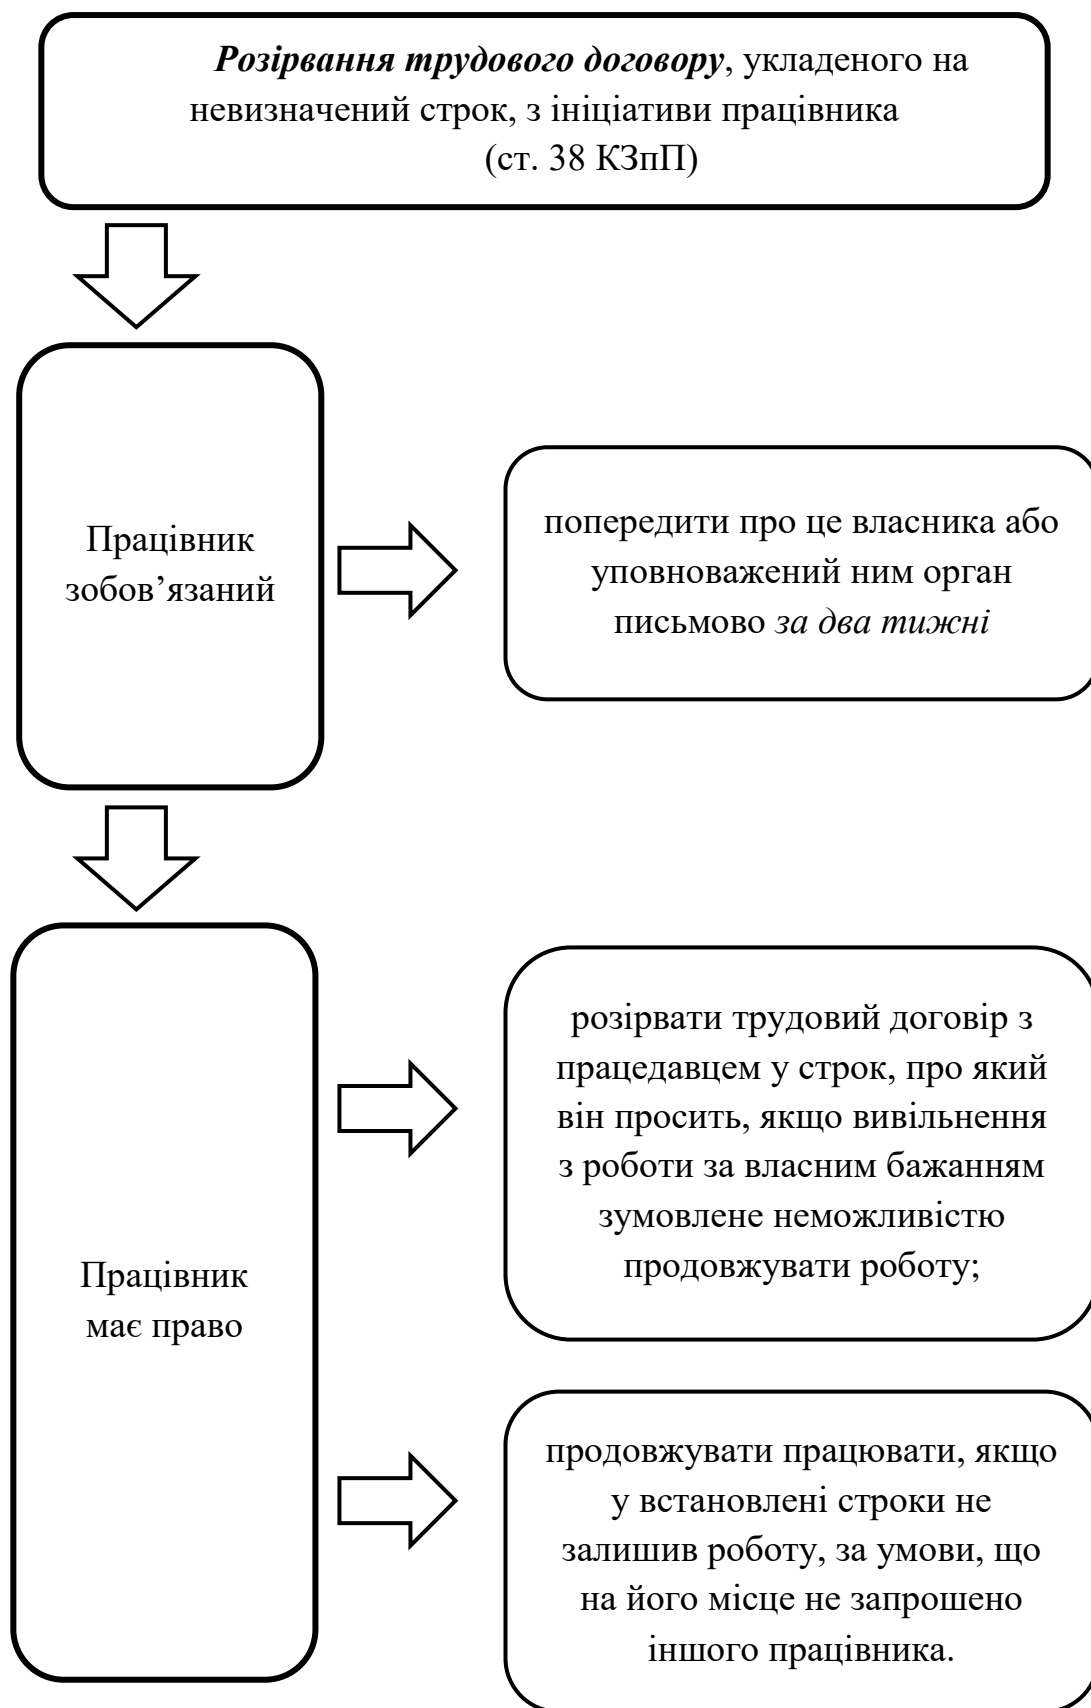 Розірвання трудового договору, укладеного на
невизначений строк, з ініціативи працівника
(ст. 38 КЗпП)
Працівник
зобов’язаний
попередити про це власника або
уповноважений ним орган
письмово за два тижні
Працівник
має право
розірвати трудовий договір з
працедавцем у строк, про який
він просить, якщо вивільнення
з роботи за власним бажанням
зумовлене неможливістю
продовжувати роботу;
продовжувати працювати, якщо
у встановлені строки не
залишив роботу, за умови, що
на його місце не запрошено
іншого працівника.